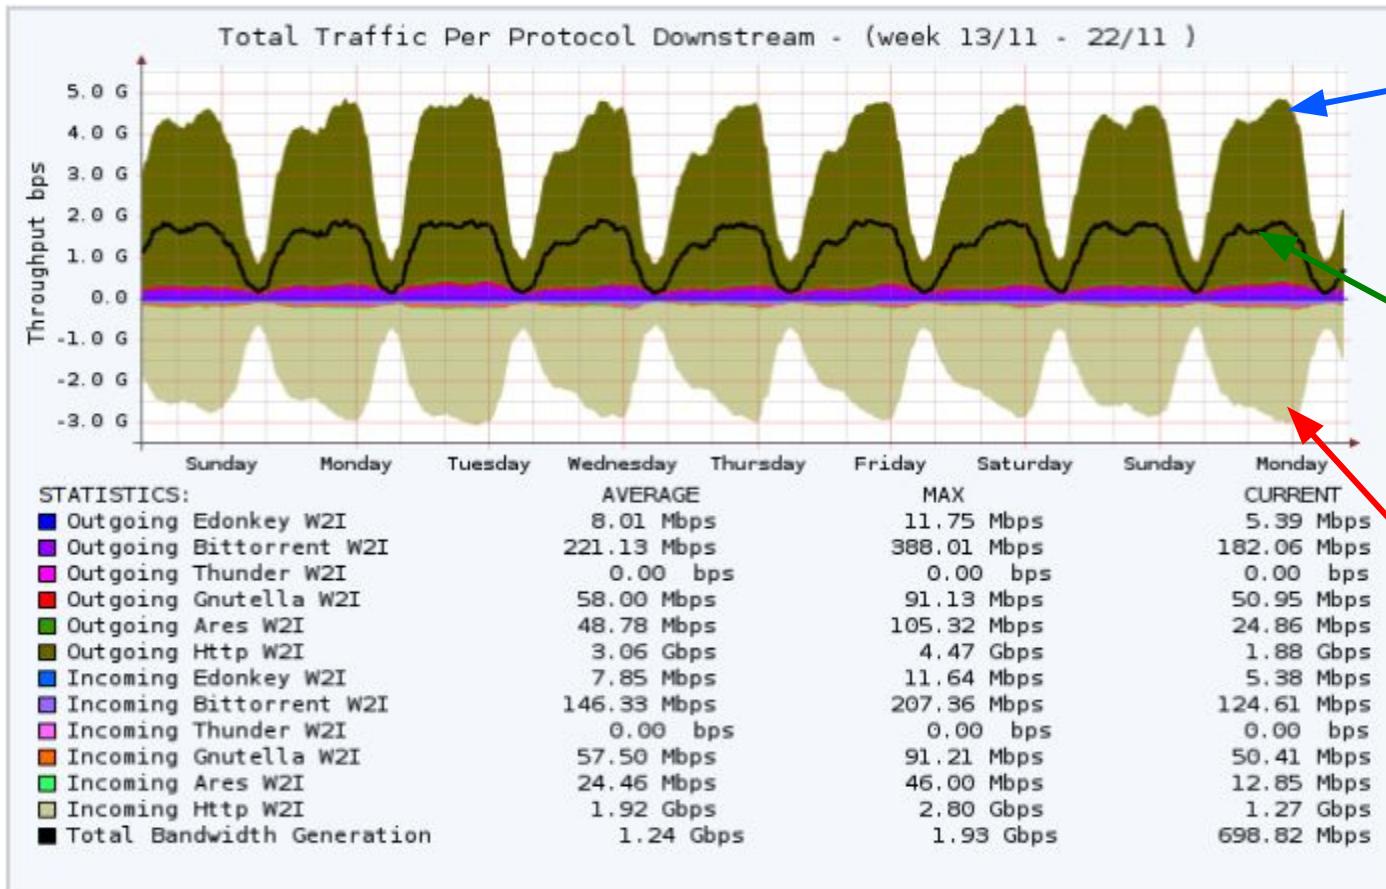 Total Traffic Per Protocol Downstream - (week 13/11 - 22/11 )
Throughput bps
5.0 G
4.0 G
3.0 G
2.0 G
1.0 G
0.0
-1.0 G
-2.0 G
-3.0 G
Sunday Monday Tuesday Wednesday Thursday Friday Saturday Sunday Monday
STATISTICS: AVERAGE MAX CURRENT
Outgoing Edonkey W2I 8.01 Mbps 11.75 Mbps 5.39 Mbps
Outgoing Bittorrent W2I 221.13 Mbps 388.01 Mbps 182.06 Mbps
Outgoing Thunder W2I 0.00 bps 0.00 bps 0.00 bps
Outgoing Gnutella W2I 58.00 Mbps 91.13 Mbps 50.95 Mbps
Outgoing Ares W2I 48.78 Mbps 105.32 Mbps 24.86 Mbps
Outgoing Http W2I 3.06 Gbps 4.47 Gbps 1.88 Gbps
Incoming Edonkey W2I 7.85 Mbps 11.64 Mbps 5.38 Mbps
Incoming Bittorrent W2I 146.33 Mbps 207.36 Mbps 124.61 Mbps
Incoming Thunder W2I 0.00 bps 0.00 bps 0.00 bps
Incoming Gnutella W2I 57.50 Mbps 91.21 Mbps 50.41 Mbps
Incoming Ares W2I 24.46 Mbps 46.00 Mbps 12.85 Mbps
Incoming Http W2I 1.92 Gbps 2.80 Gbps 1.27 Gbps
Total Bandwidth Generation 1.24 Gbps 1.93 Gbps 698.82 Mbps